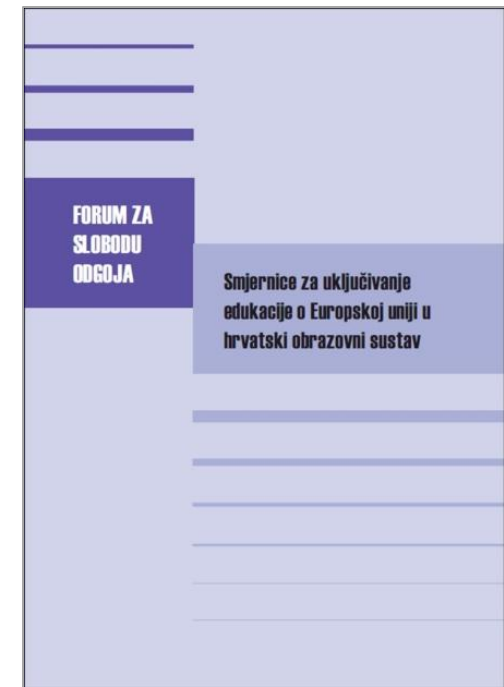 FORUM ZA
SLOBODU
ODGOJA
Smjernice za uključivanje
edukacije o Europskoj uniji u
hrvatski obrazovni sustav